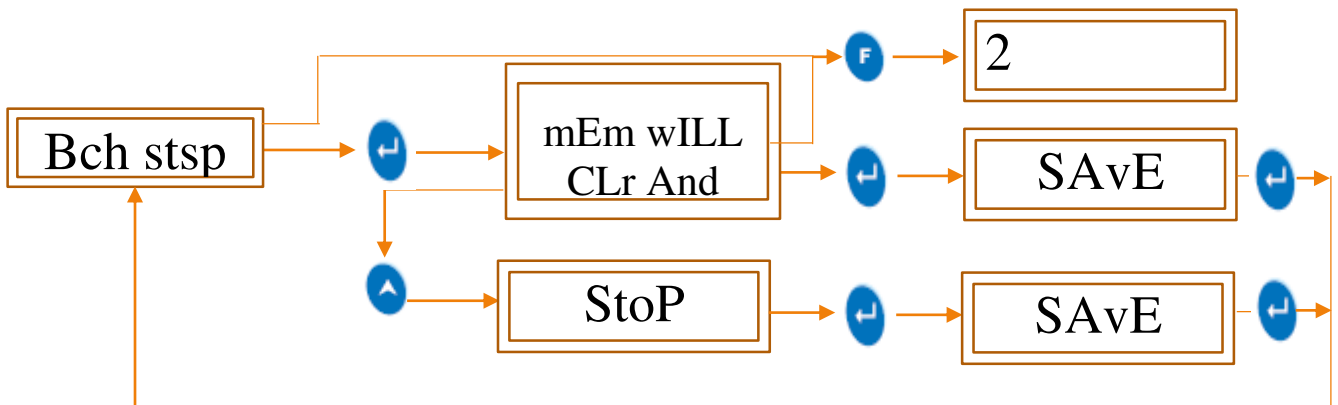 F
2
Bch stsp
mEm wILL
CLr And
SAvE
StoP
SAvE